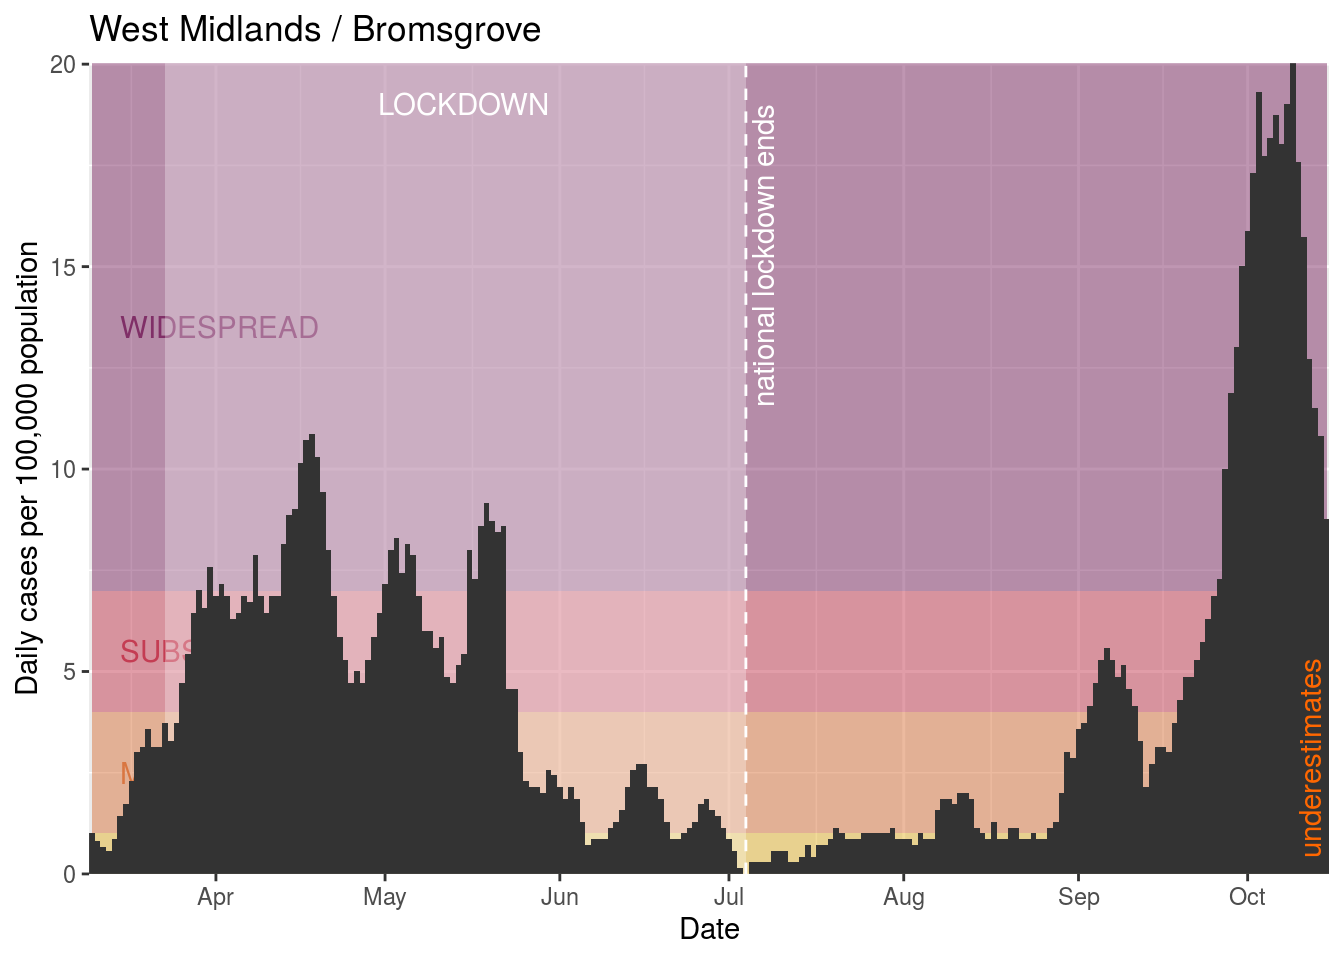 West Midlands / Bromsgrove
20
15
10
5
0
Daily cases per 100,000 population
LOCKDOWN
national lockdown ends
WIDESPREAD
SUBS
M
underestimates
Apr
May
Jun
Jul
Aug
Sep
Oct
Date